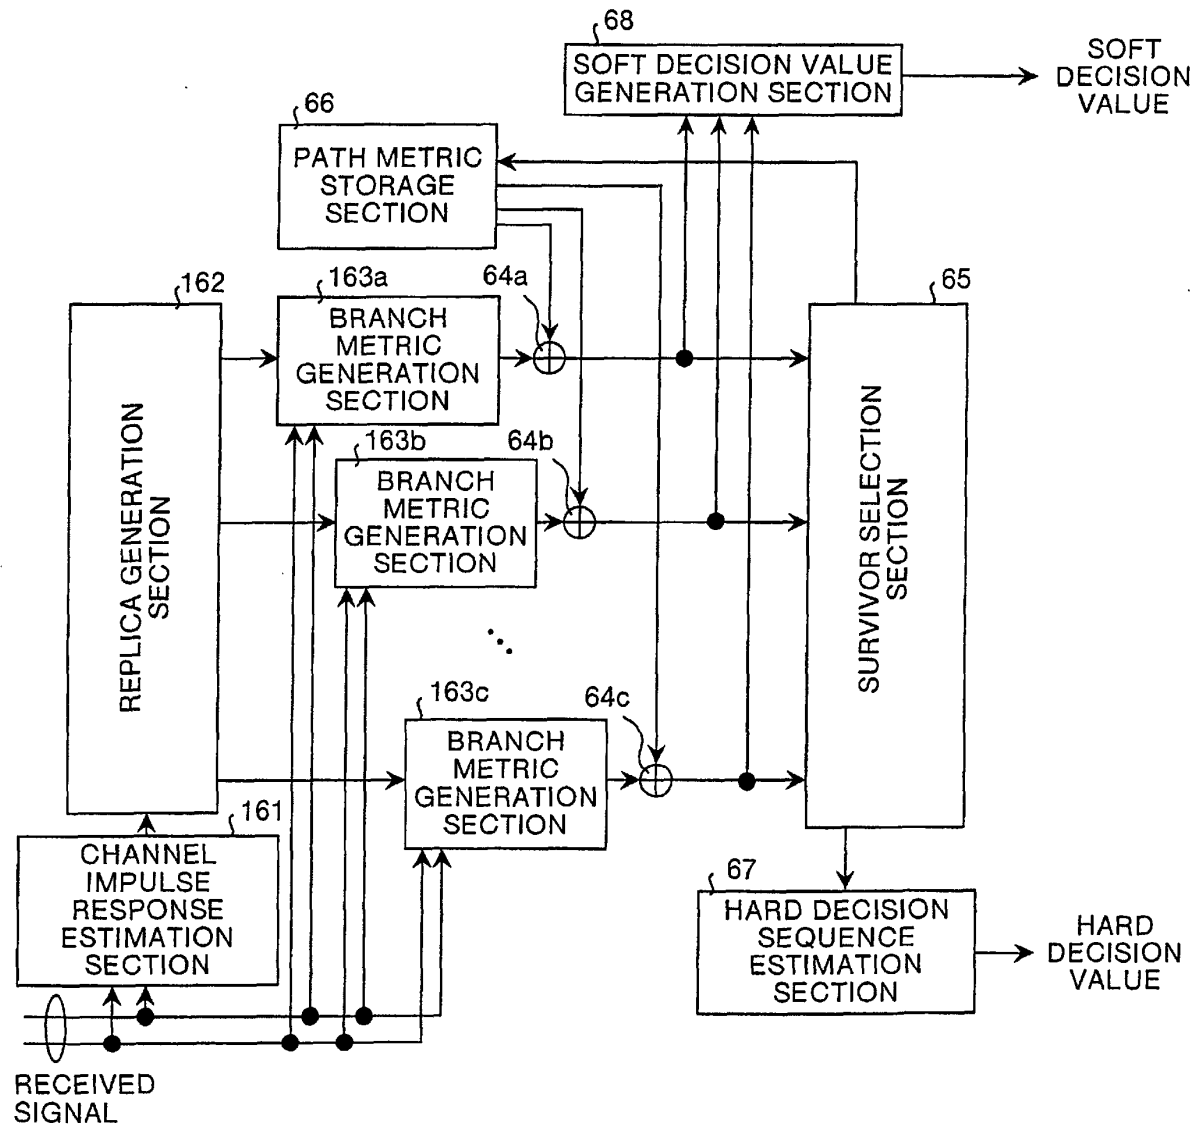 68
SOFT DECISION VALUE
GENERATION SECTION
SOFT
DECISION
VALUE
66
PATH METRIC
STORAGE
SECTION
162
REPLICA GENERATION
SECTION
163a
BRANCH
METRIC
GENERATION
SECTION
64a
65
SURVIVOR SELECTION
SECTION
163b
BRANCH
METRIC
GENERATION
SECTION
64b
163c
BRANCH
METRIC
GENERATION
SECTION
64c
161
CHANNEL
IMPULSE
RESPONSE
ESTIMATION
SECTION
67
HARD DECISION
SEQUENCE
ESTIMATION
SECTION
HARD
DECISION
VALUE
RECEIVED
SIGNAL